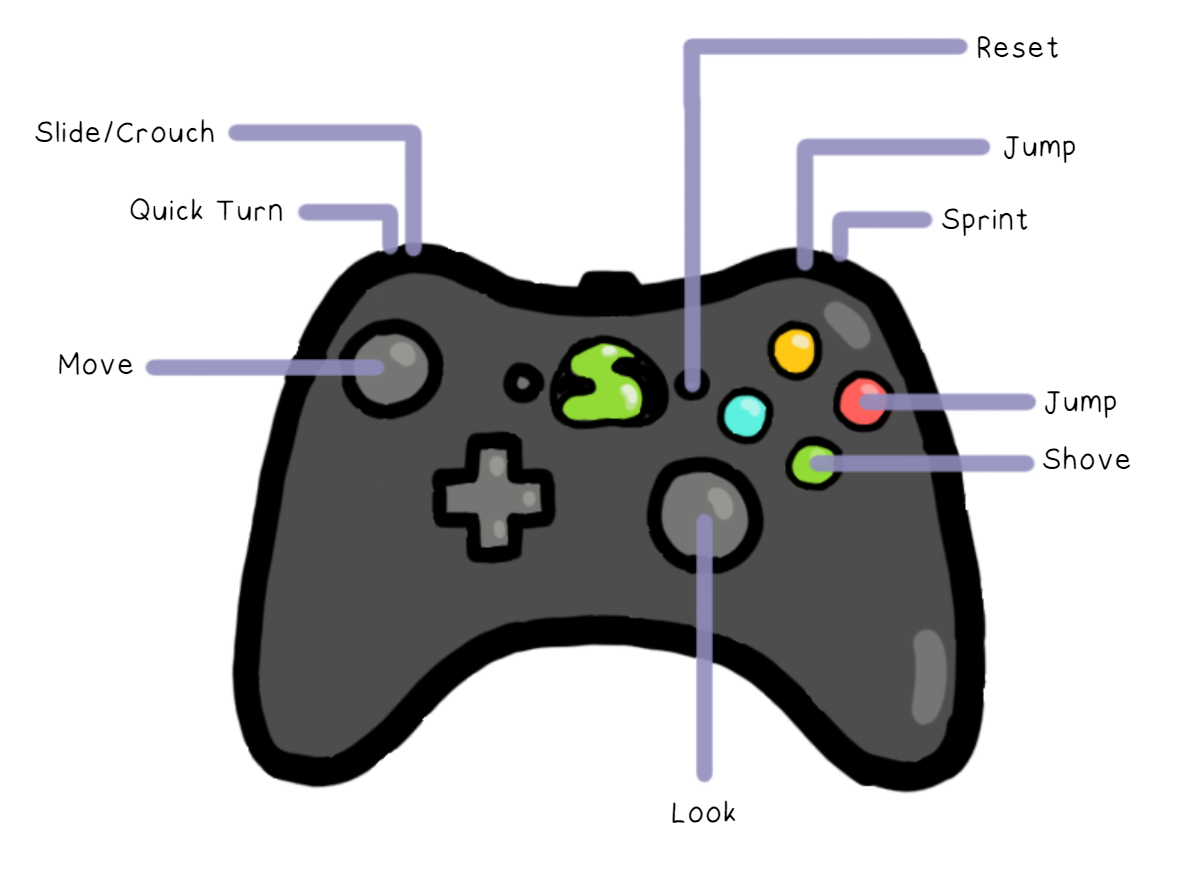 Reset
Slide/Crouch
Jump
Quick Turn
Sprint
Move
Jump
Shove
Look